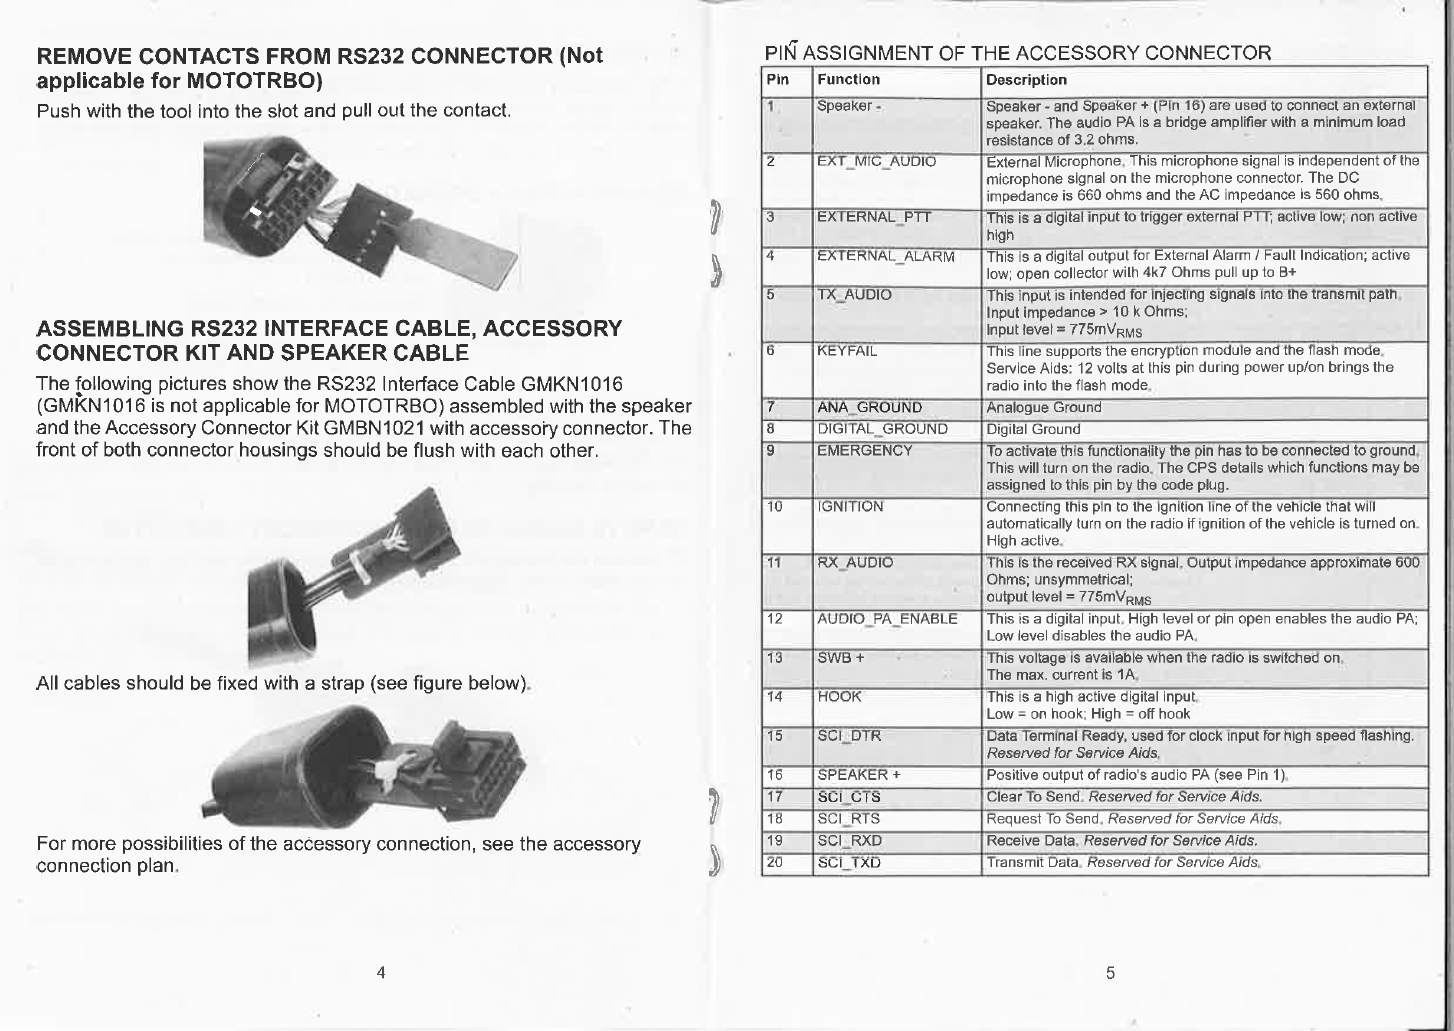 REMOVE CONTACTS FROM RS232 CONNECTOR (Not
applicable for MOTOTRBO)
Push with the tool into the slot and pull out the contact.
ASSEMBLING RS232 INTERFACE CABLE, ACCESSORY
CONNECTOR KIT AND SPEAKER CABLE
The following pictures show the RS232 Interface Cable GMKN1016
(GMKN1016 is not applicable for MOTOTRBO) assembled with the speaker
and the Accessory Connector Kit GMBN1021 with accessory connector. The
front of both connector housings should be flush with each other.
All cables should be fixed with a strap (see figure below).
For more possibilities of the accessory connection, see the accessory
connection plan.
4
PIN ASSIGNMENT OF THE ACCESSORY CONNECTOR
Pin Function Description
1 Speaker - Speaker - and Speaker + (Pin 16) are used to connect an external
speaker. The audio PA is a bridge amplifier with a minimum load
resistance of 3.2 ohms.
2 EXT_MIC_AUDIO External Microphone. This microphone signal is independent of the
microphone signal on the microphone connector. The DC
impedance is 660 ohms and the AC impedance is 560 ohms.
3 EXTERNAL_PTT This is a digital input to trigger external PTT; active low; non active
high
4 EXTERNAL_ALARM This is a digital output for External Alarm / Fault Indication; active
low; open collector with 4k7 Ohms pull up to B+
5 TX_AUDIO This input is intended for injecting signals into the transmit path.
Input impedance > 10 k Ohms;
input level = 775mVRMS
6 KEYFAIL This line supports the encryption module and the flash mode.
Service Aids: 12 volts at this pin during power up/on brings the
radio into the flash mode.
7 ANA_GROUND Analogue Ground
8 DIGITAL_GROUND Digital Ground
9 EMERGENCY To activate this functionality the pin has to be connected to ground.
This will turn on the radio. The CPS details which functions may be
assigned to this pin by the code plug.
10 IGNITION Connecting this pin to the ignition line of the vehicle that will
automatically turn on the radio if ignition of the vehicle is turned on.
High active.
11 RX_AUDIO This is the received RX signal. Output impedance approximate 600
Ohms; unsymmetrical;
output level = 775mVRMS
12 AUDIO_PA_ENABLE This is a digital input. High level or pin open enables the audio PA;
Low level disables the audio PA.
13 SWB + This voltage is available when the radio is switched on.
The max. current is 1A.
14 HOOK This is a high active digital input.
Low = on hook; High = off hook
15 SCI_DTR Data Terminal Ready, used for clock input for high speed flashing.
Reserved for Service Aids.
16 SPEAKER + Positive output of radio's audio PA (see Pin 1).
17 SCI_CTS Clear To Send. Reserved for Service Aids.
18 SCI_RTS Request To Send. Reserved for Service Aids.
19 SCI_RXD Receive Data. Reserved for Service Aids.
20 SCI_TXD Transmit Data. Reserved for Service Aids.
5